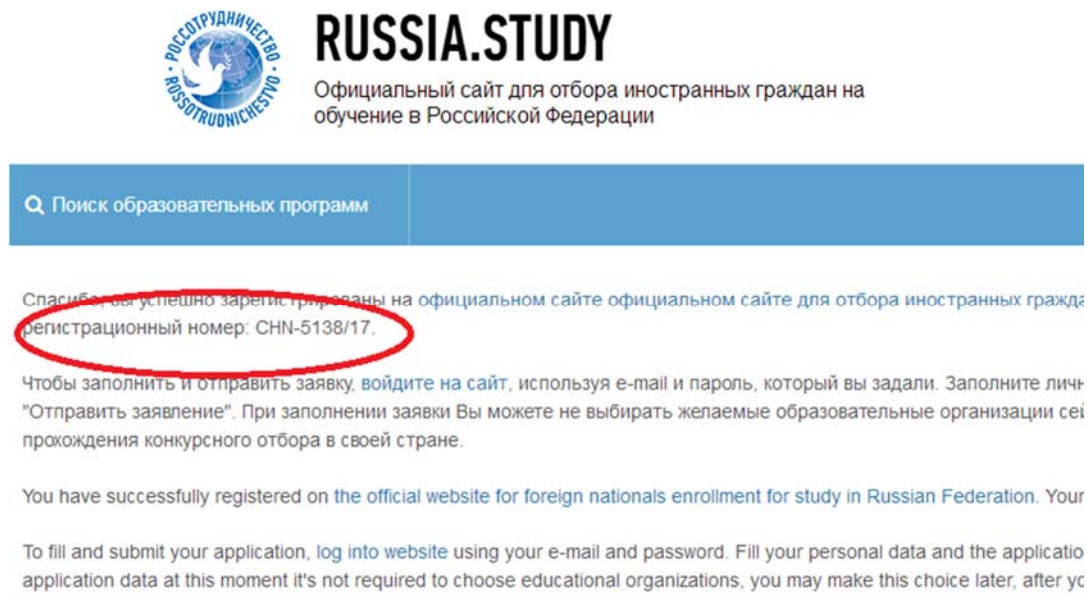 РОССОТРУДНИЧЕСТВО
ROSSOTRUDNICHESTVO
RUSSIA.STUDY
Официальный сайт для отбора иностранных граждан на
обучение в Российской Федерации
Поиск образовательных программ
Спасибо, вы успешно зарегистрированы на официальном сайте официальном сайте для отбора иностранных гражда
регистрационный номер: CHN-5138/17.
Чтобы заполнить и отправить заявку, войдите на сайт, используя e-mail и пароль, который вы задали. Заполните личн
"Отправить заявление". При заполнении заявки Вы можете не выбирать желаемые образовательные организации сей
прохождения конкурсного отбора в своей стране.
You have successfully registered on the official website for foreign nationals enrollment for study in Russian Federation. Your
To fill and submit your application, log into website using your e-mail and password. Fill your personal data and the applicatio
application data at this moment it's not required to choose educational organizations, you may make this choice later, after yo